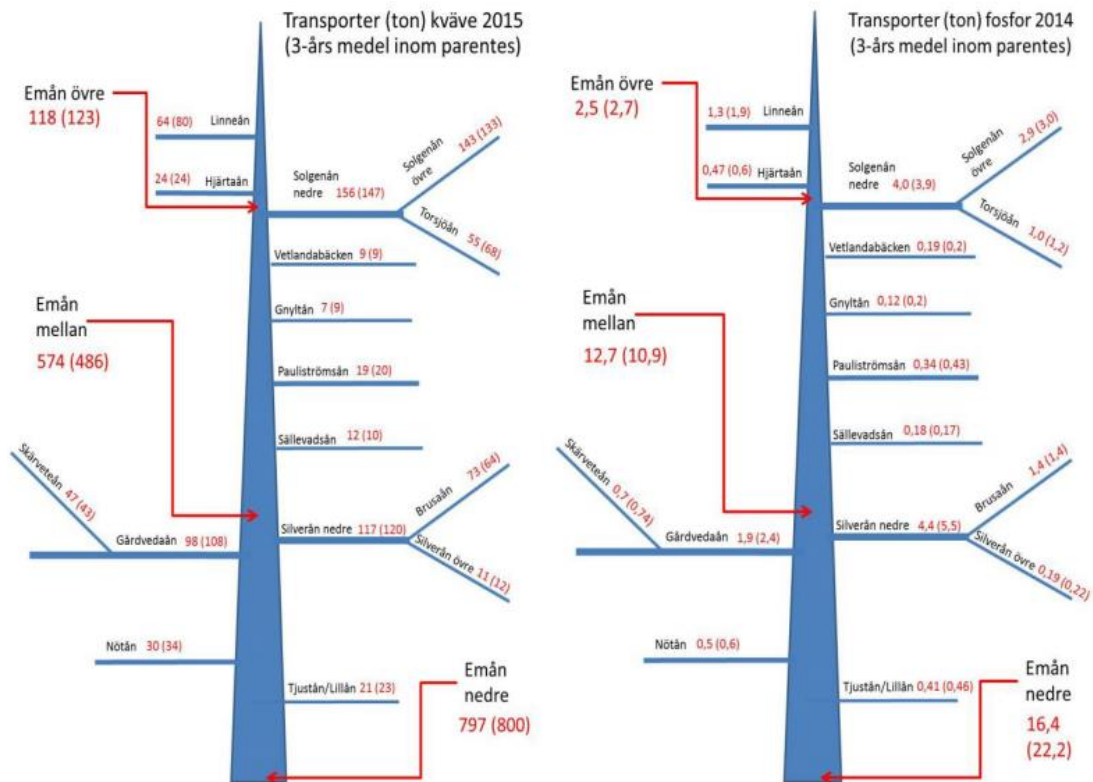 Transporter (ton) kväve 2015
(3-års medel inom parentes)
Emån övre
118 (123)
64 (80) Linneån
24 (24) Hjärtaån
Solgenån
nedre 156 (147)
Solgenån
övre
143 (133)
Torsjöån
55 (68)
Vetlandabäcken 9 (9)
Emån
mellan
574 (486)
Gnyltån 7 (9)
Pauliströmsån 19 (20)
Sällevadsån 12 (10)
Skärveteån
47 (43)
Gårdvedaån 98 (108)
Silverån nedre 117 (120)
Brusaån
73 (64)
Silverån övre 11 (12)
Nötån 30 (34)
Tjustån/Lillån 21 (23)
Emån
nedre
797 (800)
Transporter (ton) fosfor 2014
(3-års medel inom parentes)
Emån övre
2,5 (2,7)
1,3 (1,9) Linneån
0,47 (0,6) Hjärtaån
Solgenån
nedre 4,0 (3,9)
Solgenån
övre
2,9 (3,0)
Torsjöån
1,0 (1,2)
Vetlandabäcken 0,19 (0,2)
Emån
mellan
12,7 (10,9)
Gnyltån 0,12 (0,2)
Pauliströmsån 0,34 (0,43)
Sällevadsån 0,18 (0,17)
Skärveteån
0,7 (0,74)
Gårdvedaån 1,9 (2,4)
Silverån nedre 4,4 (5,5)
Brusaån
1,4 (1,4)
Silverån övre 0,19 (0,22)
Nötån 0,5 (0,6)
Tjustån/Lillån 0,41 (0,46)
Emån
nedre
16,4
(22,2)